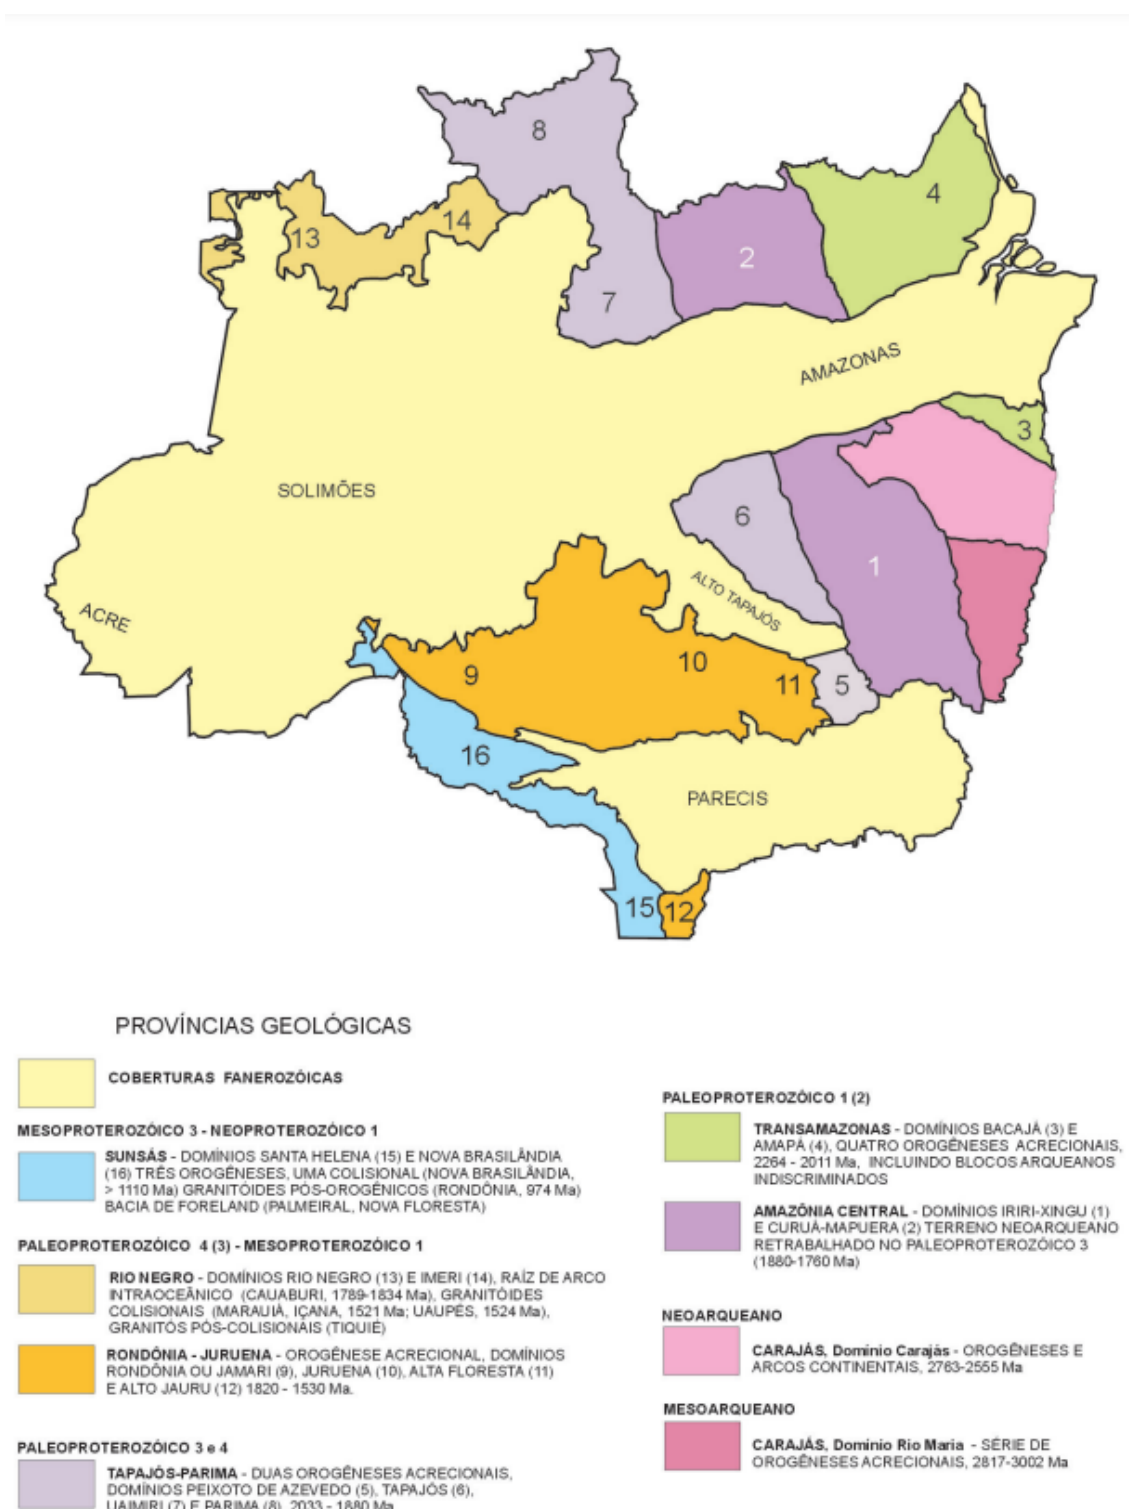 8
4
14
13
2
7
AMAZONAS
3
SOLIMÕES
6
1
ALTO TAPAJÓS
ACRE
10
9
11
5
16
PARECIS
15
12
PROVÍNCIAS GEOLÓGICAS
COBERTURAS FANEROZÓICAS
MESOPROTEROZÓICO 3 - NEOPROTEROZÓICO 1
SUNSÁS - DOMÍNIOS SANTA HELENA (15) E NOVA BRASILÂNDIA
(16) TRÊS OROGÊNESES, UMA COLISIONAL (NOVA BRASILÂNDIA,
> 1110 Ma) GRANITÓIDES PÓS-OROGÊNICOS (RONDÔNIA, 974 Ma)
BACIA DE FORELAND (PALMEIRAL, NOVA FLORESTA)
PALEOPROTEROZÓICO 4 (3) - MESOPROTEROZÓICO 1
RIO NEGRO - DOMÍNIOS RIO NEGRO (13) E IMERI (14), RAÍZ DE ARCO
INTRAOCEÂNICO (CAUABURI, 1789-1834 Ma), GRANITÓIDES
COLISIONAIS (MARAUIÁ, IÇANA, 1521 Ma; UAUPÉS, 1524 Ma),
GRANITOS PÓS-COLISIONAIS (TIQUIÉ)
RONDÔNIA - JURUENA - OROGÊNESE ACRECIONAL, DOMÍNIOS
RONDÔNIA OU JAMARI (9), JURUENA (10), ALTA FLORESTA (11)
E ALTO JAURU (12) 1820 - 1530 Ma.
PALEOPROTEROZÓICO 3 e 4
TAPAJÓS-PARIMA - DUAS OROGÊNESES ACRECIONAIS,
DOMÍNIOS PEIXOTO DE AZEVEDO (5), TAPAJÓS (6),
UAIMIRI (7) E PARIMA (8), 2033 - 1880 Ma
PALEOPROTEROZÓICO 1 (2)
TRANSAMAZONAS - DOMÍNIOS BACAJÁ (3) E
AMAPÁ (4), QUATRO OROGÊNESES ACRECIONAIS,
2264 - 2011 Ma, INCLUINDO BLOCOS ARQUEANOS
INDISCRIMINADOS
AMAZÔNIA CENTRAL - DOMÍNIOS IRIRI-XINGU (1)
E CURUÁ-MAPUERA (2) TERRENO NEOARQUEANO
RETRABALHADO NO PALEOPROTEROZÓICO 3
(1880-1760 Ma)
NEOARQUEANO
CARAJÁS, Domínio Carajás - OROGÊNESES E
ARCOS CONTINENTAIS, 2763-2555 Ma
MESOARQUEANO
CARAJÁS, Domínio Rio Maria - SÉRIE DE
OROGÊNESES ACRECIONAIS, 2817-3002 Ma